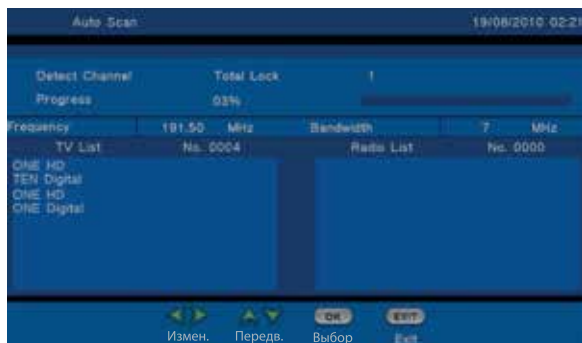 Auto Scan 19/08/2010 02:21
Detect Channel Total Lock 1
Progress 03%
Frequency 191.50 MHz Bandwidth 7 MHz
TV List No. 0004 Radio List No. 0000
ONE HD
TEN Digital
ONE HD
ONE Digital
OK EXIT
Измен. Передв. Выбор Exit